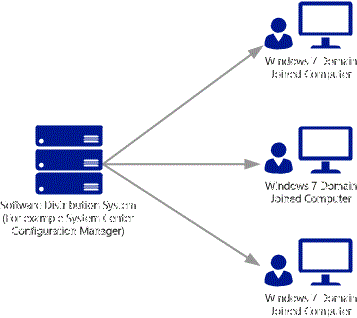 Windows 7 Domain
Joined Computer
Windows 7 Domain
Joined Computer
Software Distribution System
(For example System Center
Configuration Manager)
Windows 7 Domain
Joined Computer